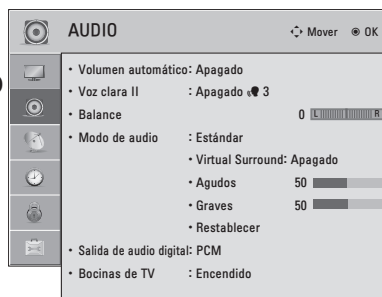 AUDIO Mover OK
• Volumen automático: Apagado
• Voz clara II : Apagado 3
• Balance 0 L R
• Modo de audio : Estándar
• Virtual Surround: Apagado
• Agudos 50
• Graves 50
• Restablecer
• Salida de audio digital: PCM
• Bocinas de TV : Encendido